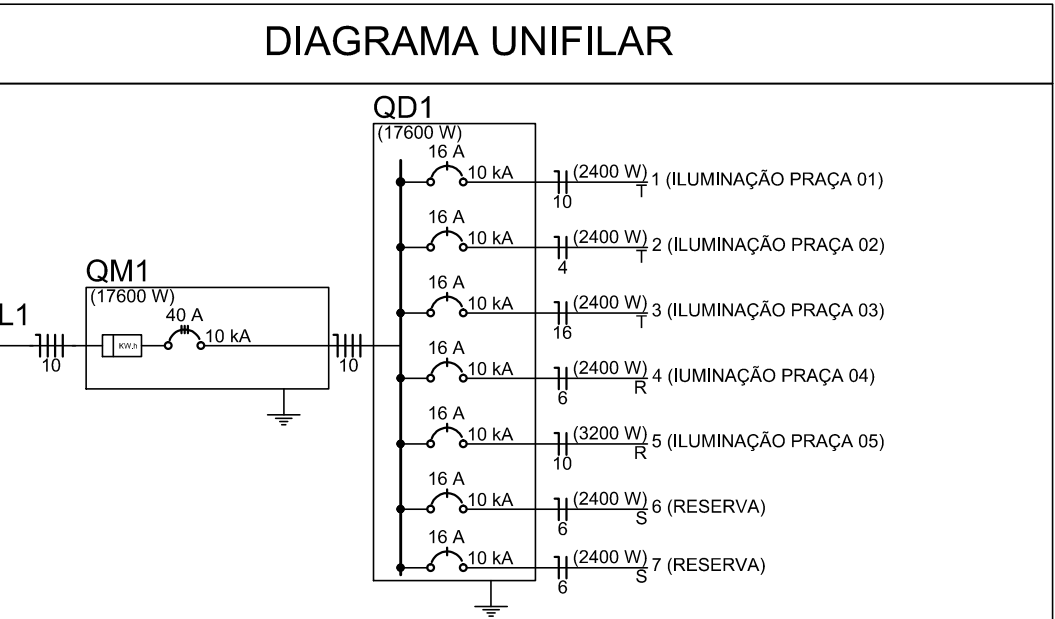 DIAGRAMA UNIFILAR
QD1
(17600 W)
16 A
10 kA
(2400 W)
10
T
1 (ILUMINAÇÃO PRAÇA 01)
16 A
10 kA
(2400 W)
4
T
2 (ILUMINAÇÃO PRAÇA 02)
QM1
(17600 W)
40 A
10 kA
KW.h
L1
10
10
16 A
10 kA
(2400 W)
16
T
3 (ILUMINAÇÃO PRAÇA 03)
16 A
10 kA
(2400 W)
6
R
4 (IUMINAÇÃO PRAÇA 04)
16 A
10 kA
(3200 W)
10
R
5 (ILUMINAÇÃO PRAÇA 05)
16 A
10 kA
(2400 W)
6
S
6 (RESERVA)
16 A
10 kA
(2400 W)
6
S
7 (RESERVA)